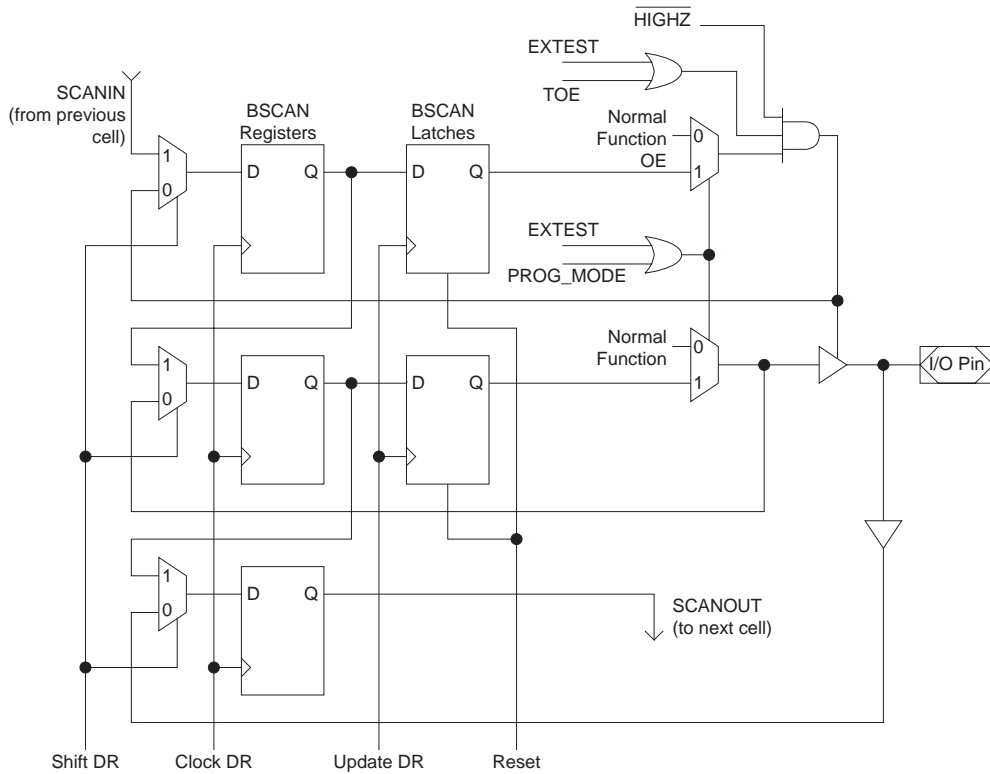 HIGHZ
EXTEST
TOE
SCANIN
(from previous
cell)
BSCAN
Registers
BSCAN
Latches
Normal
Function
OE
0
1
1
0
D Q
D Q
EXTEST
PROG_MODE
Normal
Function
0
1
1
0
D Q
D Q
I/O Pin
1
0
D Q
SCANOUT
(to next cell)
Shift DR
Clock DR
Update DR
Reset